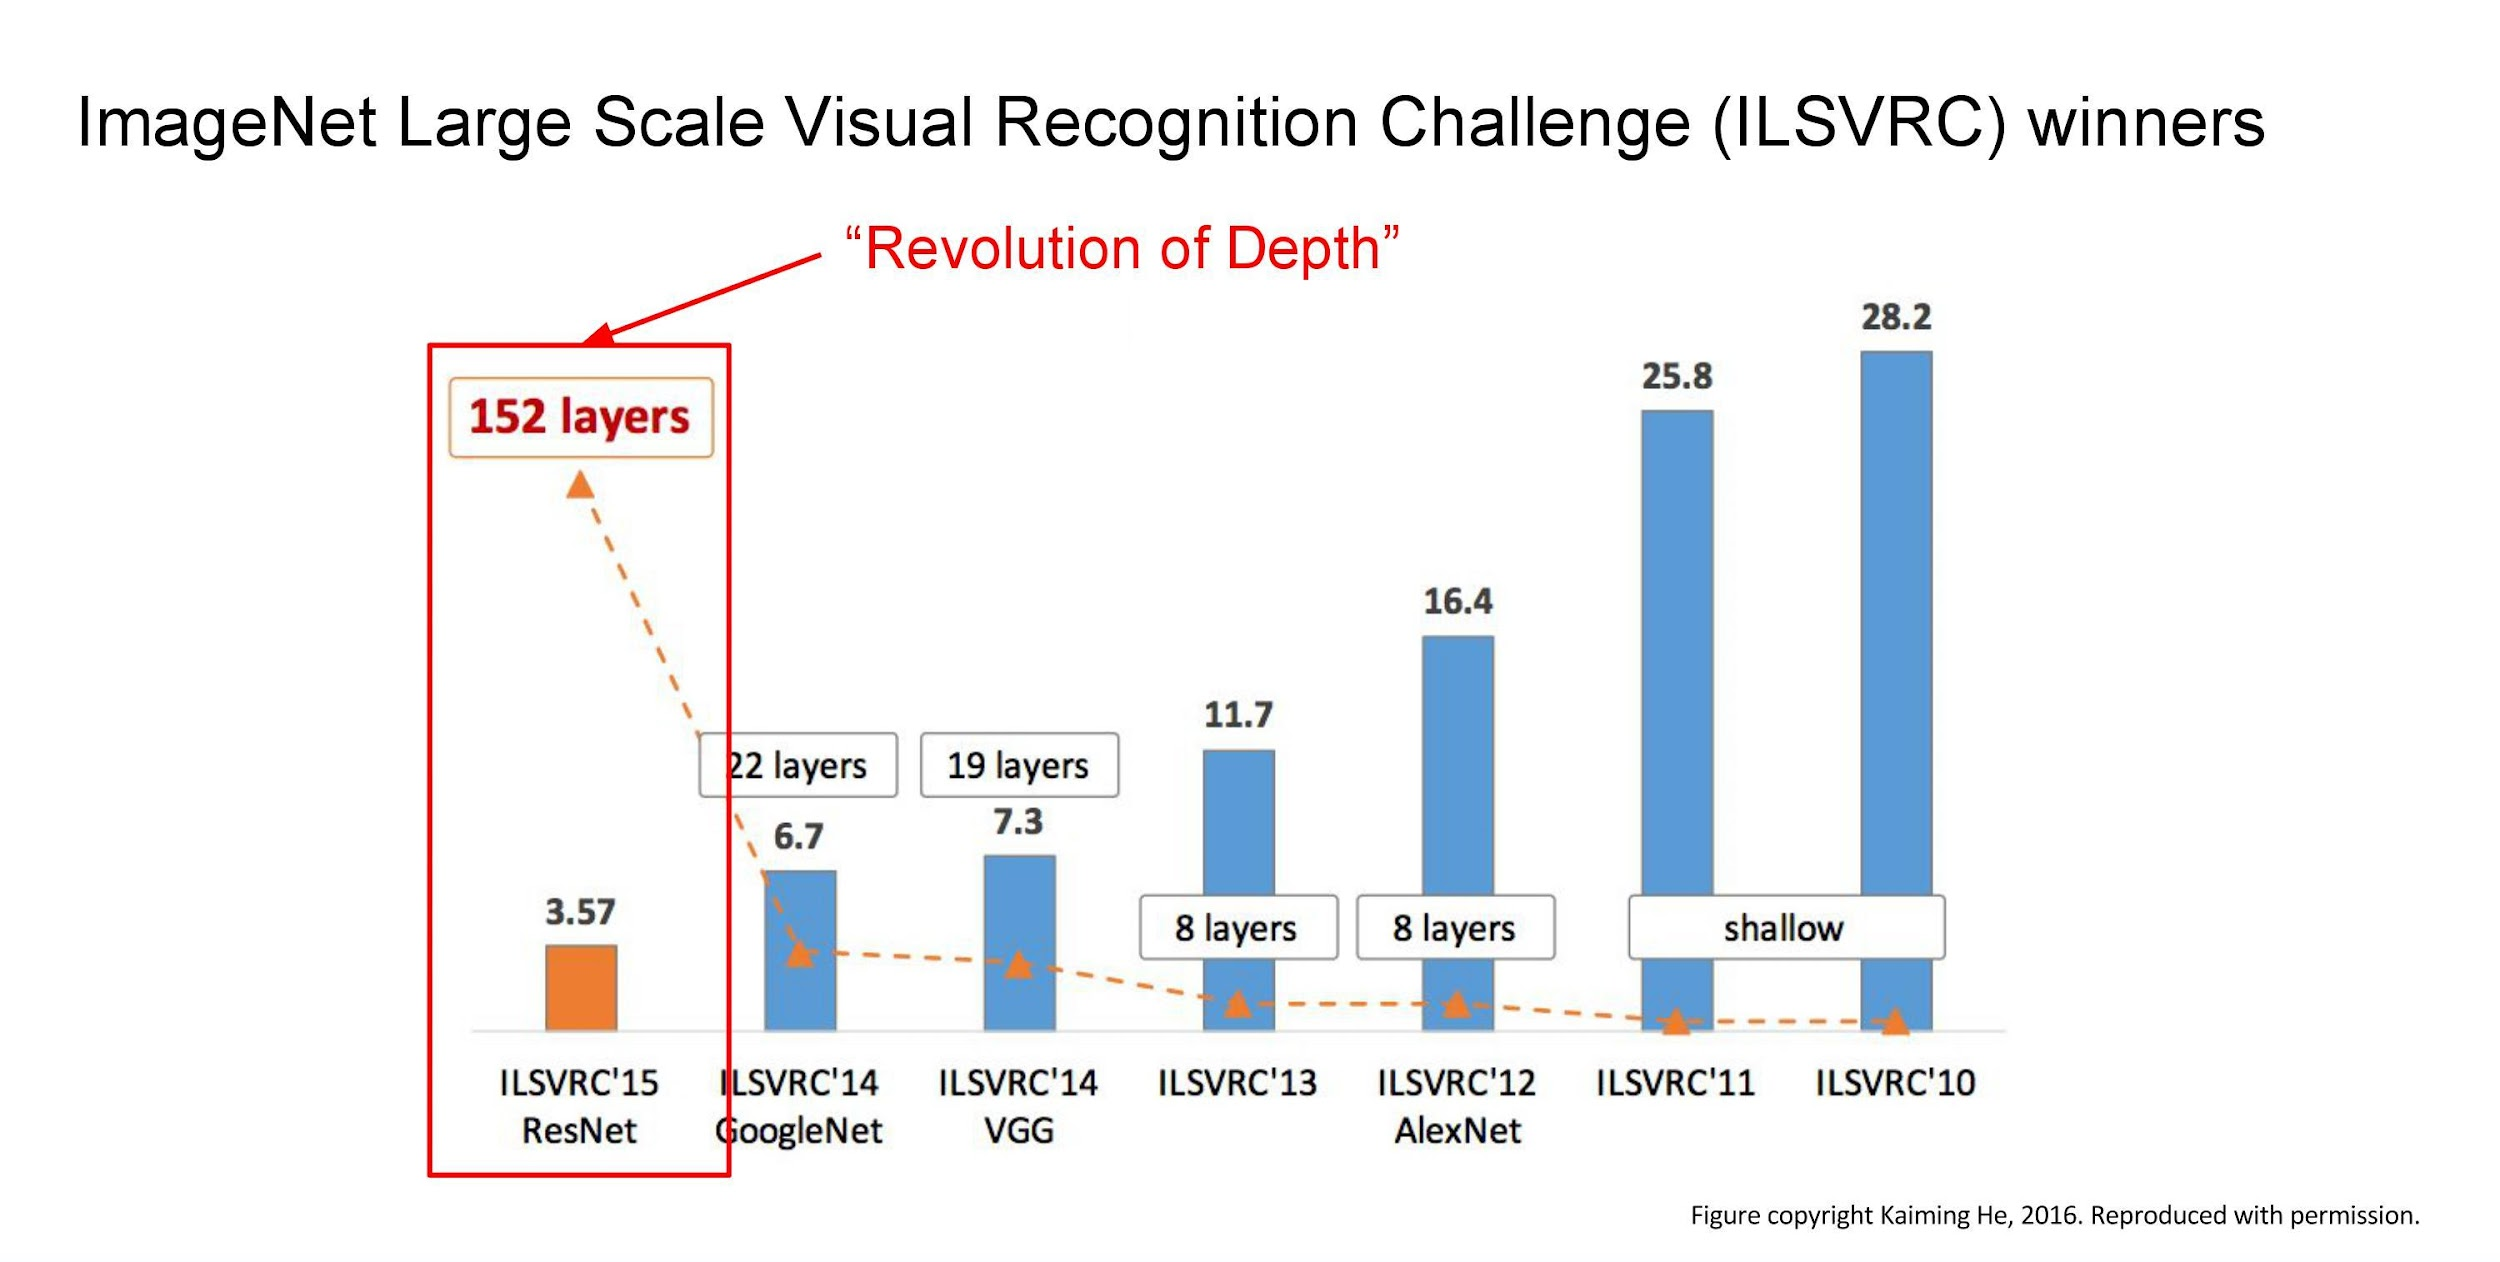 ImageNet Large Scale Visual Recognition Challenge (ILSVRC) winners
“Revolution of Depth”
28.2
25.8
152 layers
16.4
11.7
22 layers
19 layers
7.3
6.7
3.57
8 layers
8 layers
shallow
ILSVRC'15
ResNet
ILSVRC'14
GoogleNet
ILSVRC'14
VGG
ILSVRC'13
ILSVRC'12
AlexNet
ILSVRC'11
ILSVRC'10
Figure copyright Kaiming He, 2016. Reproduced with permission.